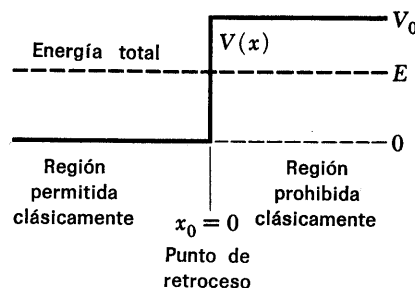 V₀
Energía total
V(x)
E
0
Región
permitida
clásicamente
Región
prohibida
clásicamente
x₀ = 0
Punto de
retroceso